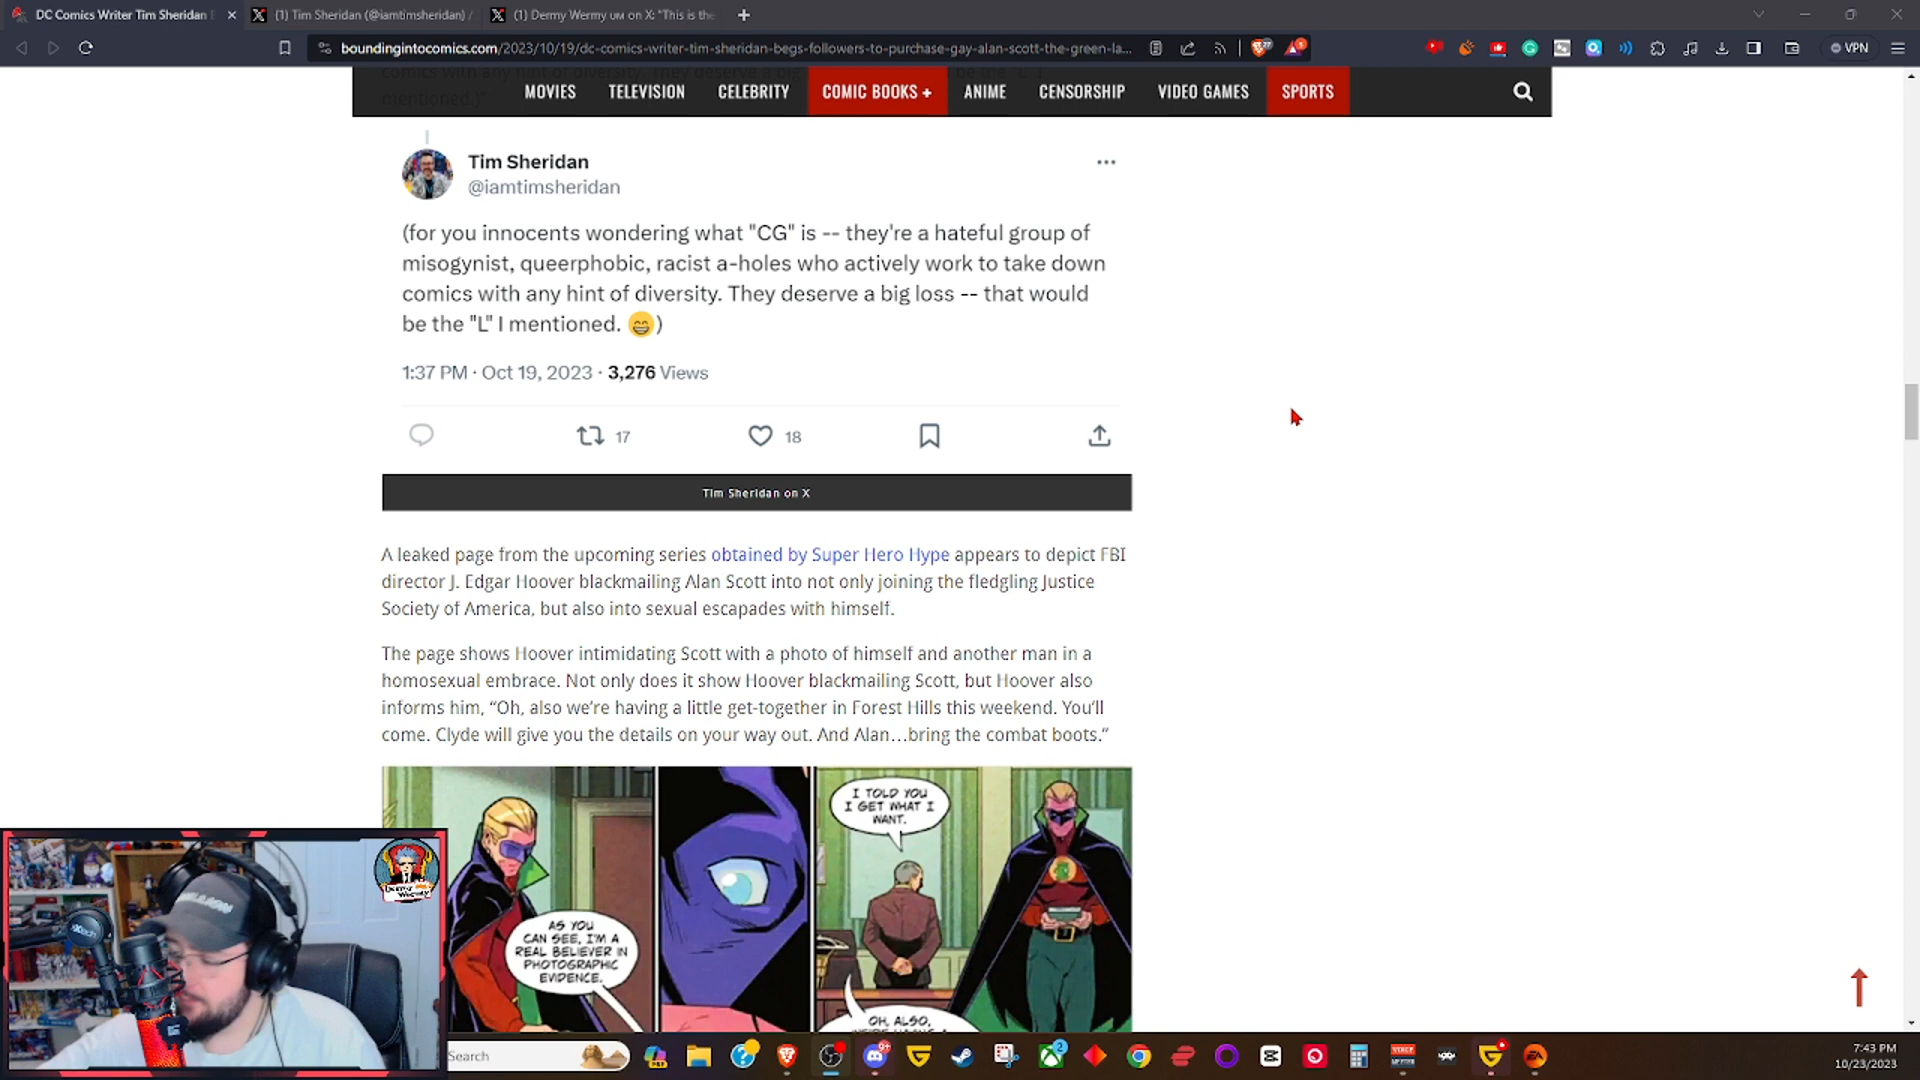 DC Comics Writer Tim Sheridan
(1) Tim Sheridan (@iamtimsheridan) /
(1) Dermy Wermy UM on X: "This is the
boundingintocomics.com/2023/10/19/dc-comics-writer-tim-sheridan-begs-followers-to-purchase-gay-alan-scott-the-green-la...
VPN
MOVIES TELEVISION CELEBRITY COMIC BOOKS + ANIME CENSORSHIP VIDEO GAMES SPORTS
Tim Sheridan
@iamtimsheridan
(for you innocents wondering what "CG" is -- they're a hateful group of
misogynist, queerphobic, racist a-holes who actively work to take down
comics with any hint of diversity. They deserve a big loss -- that would
be the "L" I mentioned. 😁)
1:37 PM · Oct 19, 2023 · 3,276 Views
17
18
Tim Sheridan on X
A leaked page from the upcoming series obtained by Super Hero Hype appears to depict FBI
director J. Edgar Hoover blackmailing Alan Scott into not only joining the fledgling Justice
Society of America, but also into sexual escapades with himself.
The page shows Hoover intimidating Scott with a photo of himself and another man in a
homosexual embrace. Not only does it show Hoover blackmailing Scott, but Hoover also
informs him, “Oh, also we’re having a little get-together in Forest Hills this weekend. You’ll
come. Clyde will give you the details on your way out. And Alan…bring the combat boots.”
I TOLD YOU
I GET WHAT I
WANT.
AS YOU
CAN SEE, I'M A
REAL BELIEVER IN
PHOTOGRAPHIC
EVIDENCE.
OH, ALSO,
Search
7:43 PM
10/23/2023